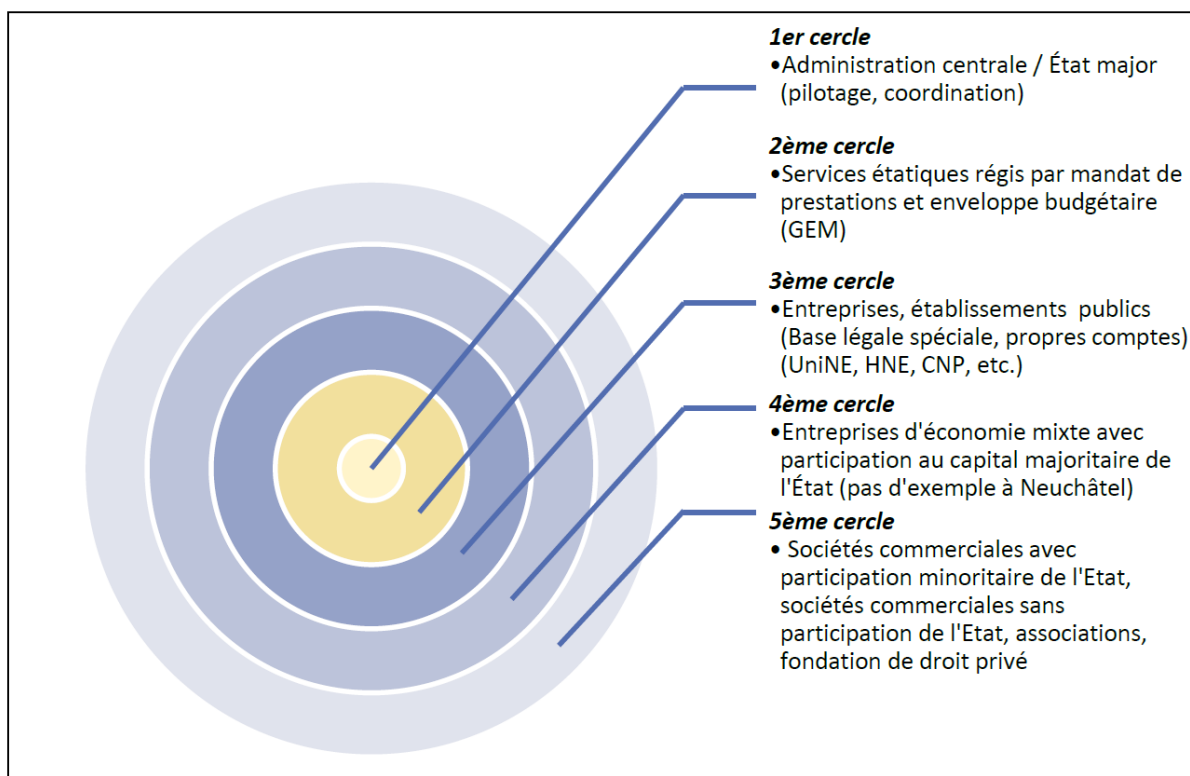 1er cercle
•Administration centrale / État major
(pilotage, coordination)
2ème cercle
•Services étatiques régis par mandat de
prestations et enveloppe budgétaire
(GEM)
3ème cercle
•Entreprises, établissements publics
(Base légale spéciale, propres comptes)
(UniNE, HNE, CNP, etc.)
4ème cercle
•Entreprises d'économie mixte avec
participation au capital majoritaire de
l'État (pas d'exemple à Neuchâtel)
5ème cercle
• Sociétés commerciales avec
participation minoritaire de l'Etat,
sociétés commerciales sans
participation de l'Etat, associations,
fondation de droit privé